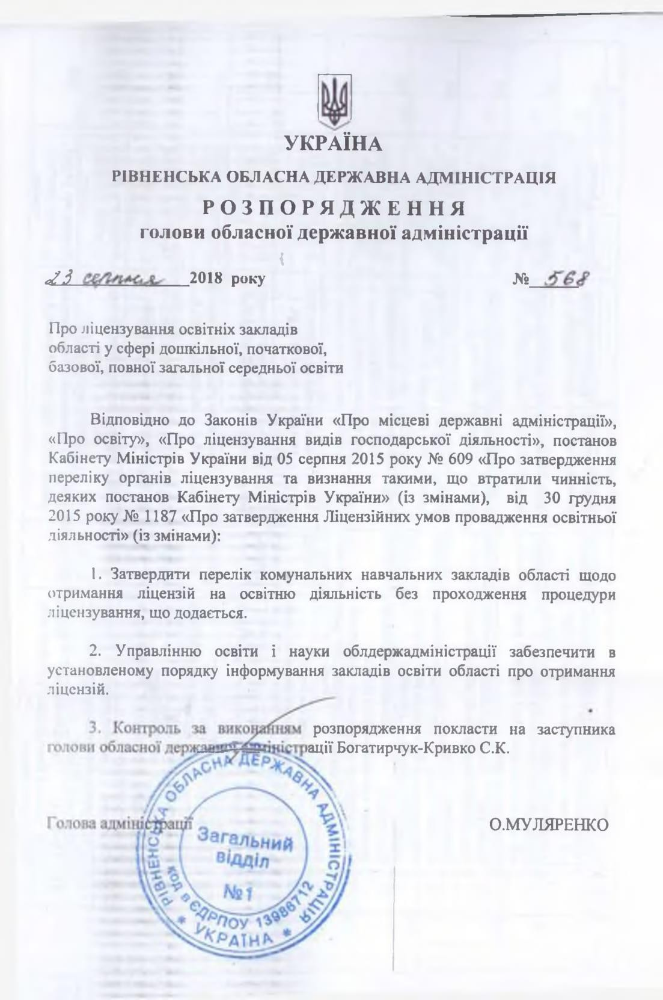 УКРАЇНА
РІВНЕНСЬКА ОБЛАСНА ДЕРЖАВНА АДМІНІСТРАЦІЯ
РОЗПОРЯДЖЕННЯ
голови обласної державної адміністрації
23 серпня 2018 року № 568
Про ліцензування освітніх закладів
області у сфері дошкільної, початкової,
базової, повної загальної середньої освіти
Відповідно до Законів України «Про місцеві державні адміністрації»,
«Про освіту», «Про ліцензування видів господарської діяльності», постанов
Кабінету Міністрів України від 05 серпня 2015 року № 609 «Про затвердження
переліку органів ліцензування та визнання такими, що втратили чинність,
деяких постанов Кабінету Міністрів України» (із змінами), від 30 грудня
2015 року № 1187 «Про затвердження Ліцензійних умов провадження освітньої
діяльності» (із змінами):
1. Затвердити перелік комунальних навчальних закладів області щодо
отримання ліцензій на освітню діяльність без проходження процедури
ліцензування, що додається.
2. Управлінню освіти і науки облдержадміністрації забезпечити в
установленому порядку інформування закладів освіти області про отримання
ліцензій.
3. Контроль за виконанням розпорядження покласти на заступника
голови обласної державної адміністрації Богатирчук-Кривко С.К.
Голова адміністрації О.МУЛЯРЕНКО
РІВНЕНСЬКА ОБЛАСНА ДЕРЖАВНА АДМІНІСТРАЦІЯ
Загальний
відділ
№1
код в ЄДРПОУ 13986712
* УКРАЇНА *